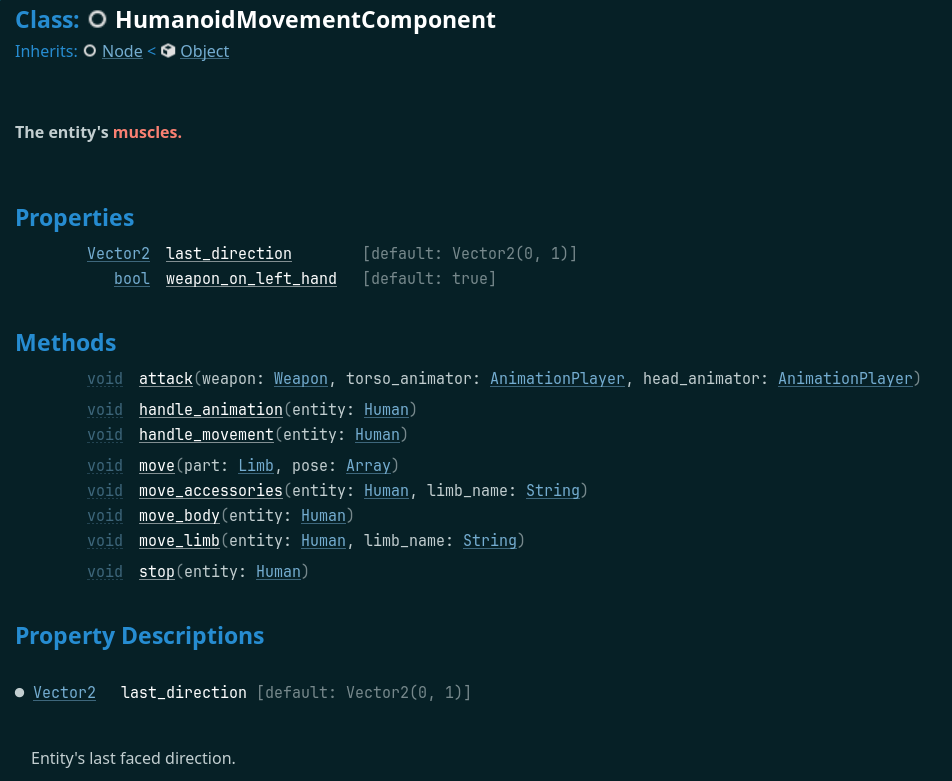 Class: HumanoidMovementComponent
Inherits: Node < Object
The entity's muscles.
Properties
Vector2 last_direction [default: Vector2(0, 1)]
bool weapon_on_left_hand [default: true]
Methods
void attack(weapon: Weapon, torso_animator: AnimationPlayer, head_animator: AnimationPlayer)
void handle_animation(entity: Human)
void handle_movement(entity: Human)
void move(part: Limb, pose: Array)
void move_accessories(entity: Human, limb_name: String)
void move_body(entity: Human)
void move_limb(entity: Human, limb_name: String)
void stop(entity: Human)
Property Descriptions
● Vector2 last_direction [default: Vector2(0, 1)]
Entity's last faced direction.